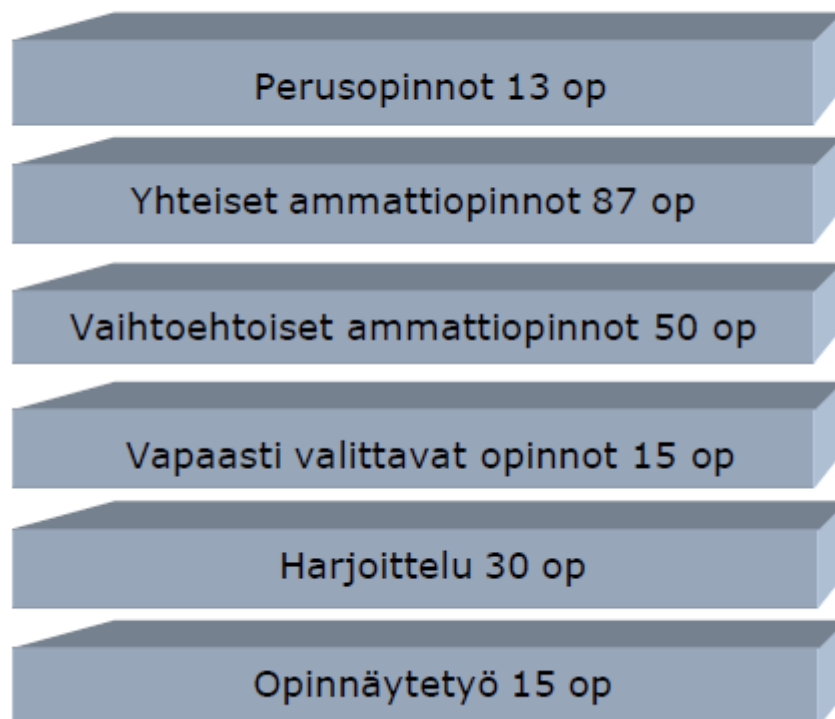 Perusopinnot 13 op
Yhteiset ammattiopinnot 87 op
Vaihtoehtoiset ammattiopinnot 50 op
Vapaasti valittavat opinnot 15 op
Harjoittelu 30 op
Opinnäytetyö 15 op